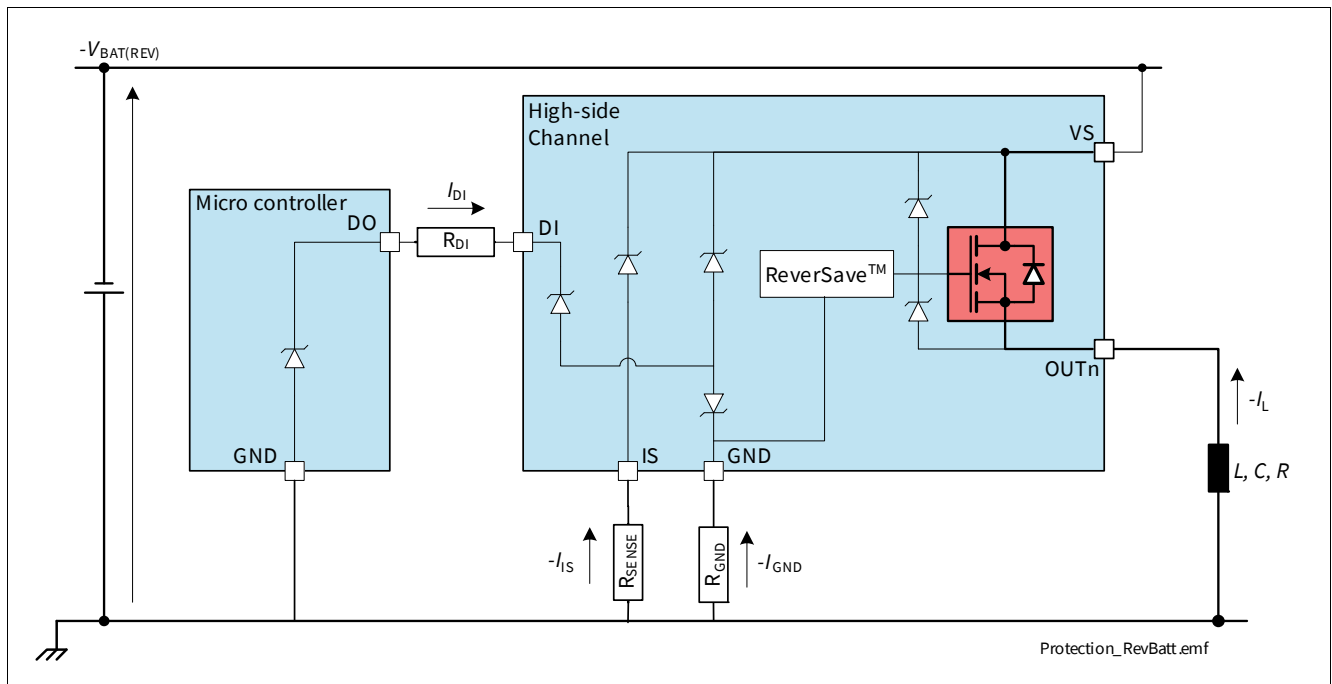 -VBAT(REV)
High-side
Channel
VS
Micro controller
DO
IDI
RDI
DI
ReverSave™
OUTn
-IL
GND
IS
GND
L, C, R
-IIS
RSENSE
RGND
-IGND
Protection_RevBatt.emf